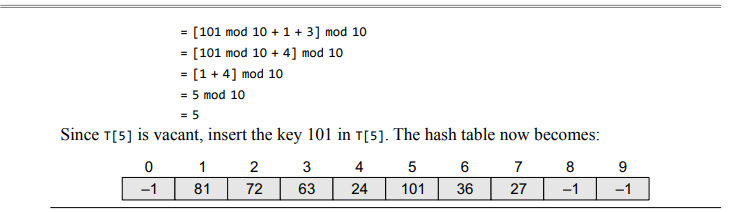 = [101 mod 10 + 1 + 3] mod 10
= [101 mod 10 + 4] mod 10
= [1 + 4] mod 10
= 5 mod 10
= 5
Since T[5] is vacant, insert the key 101 in T[5]. The hash table now becomes:
0 1 2 3 4 5 6 7 8 9
–1 81 72 63 24 101 36 27 –1 –1